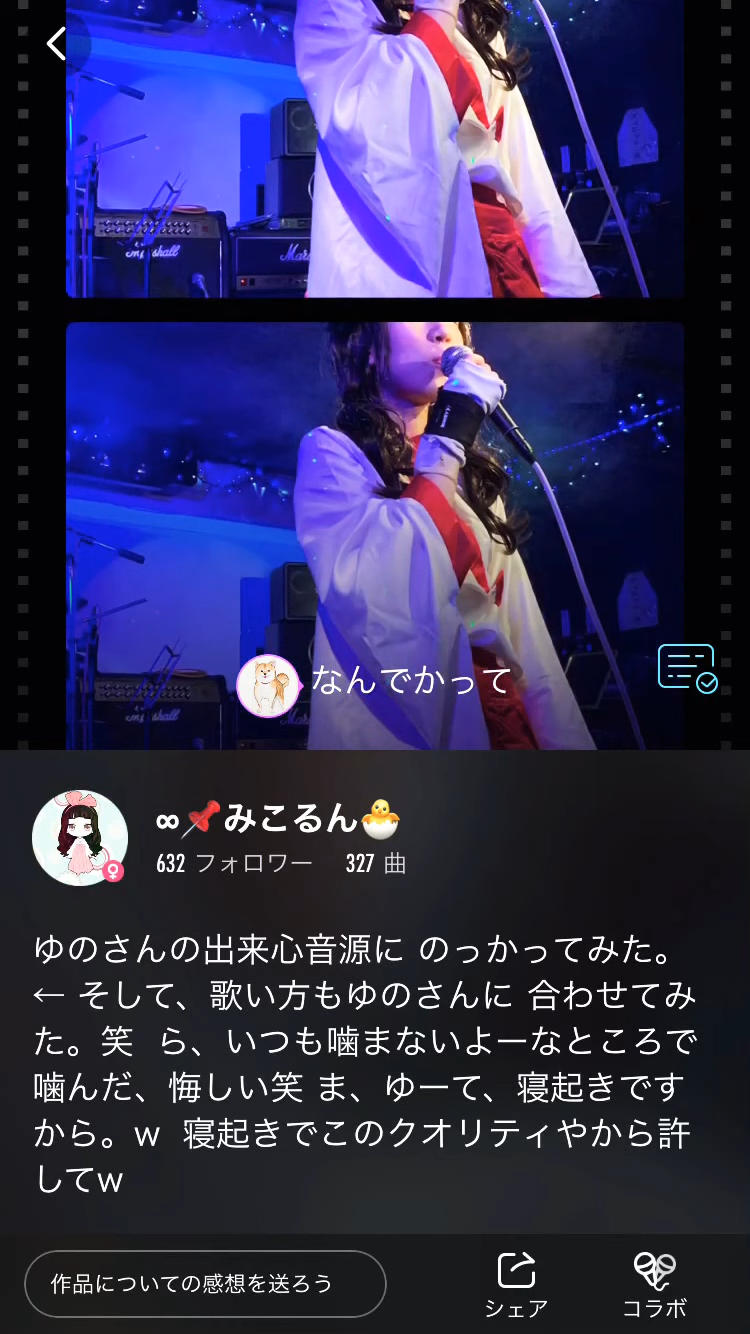 Marshall
Mars
なんでかって
Marshall
∞📌みこるん🐣
632 フォロワー 327 曲
ゆのさんの出来心音源に のっかってみた。
← そして、歌い方もゆのさんに 合わせてみ
た。笑 ら、いつも噛まないよーなところで
噛んだ、悔しい笑 ま、ゆーて、寝起きです
から。w 寝起きでこのクオリティやから許
してw
作品についての感想を送ろう
シェア
コラボ